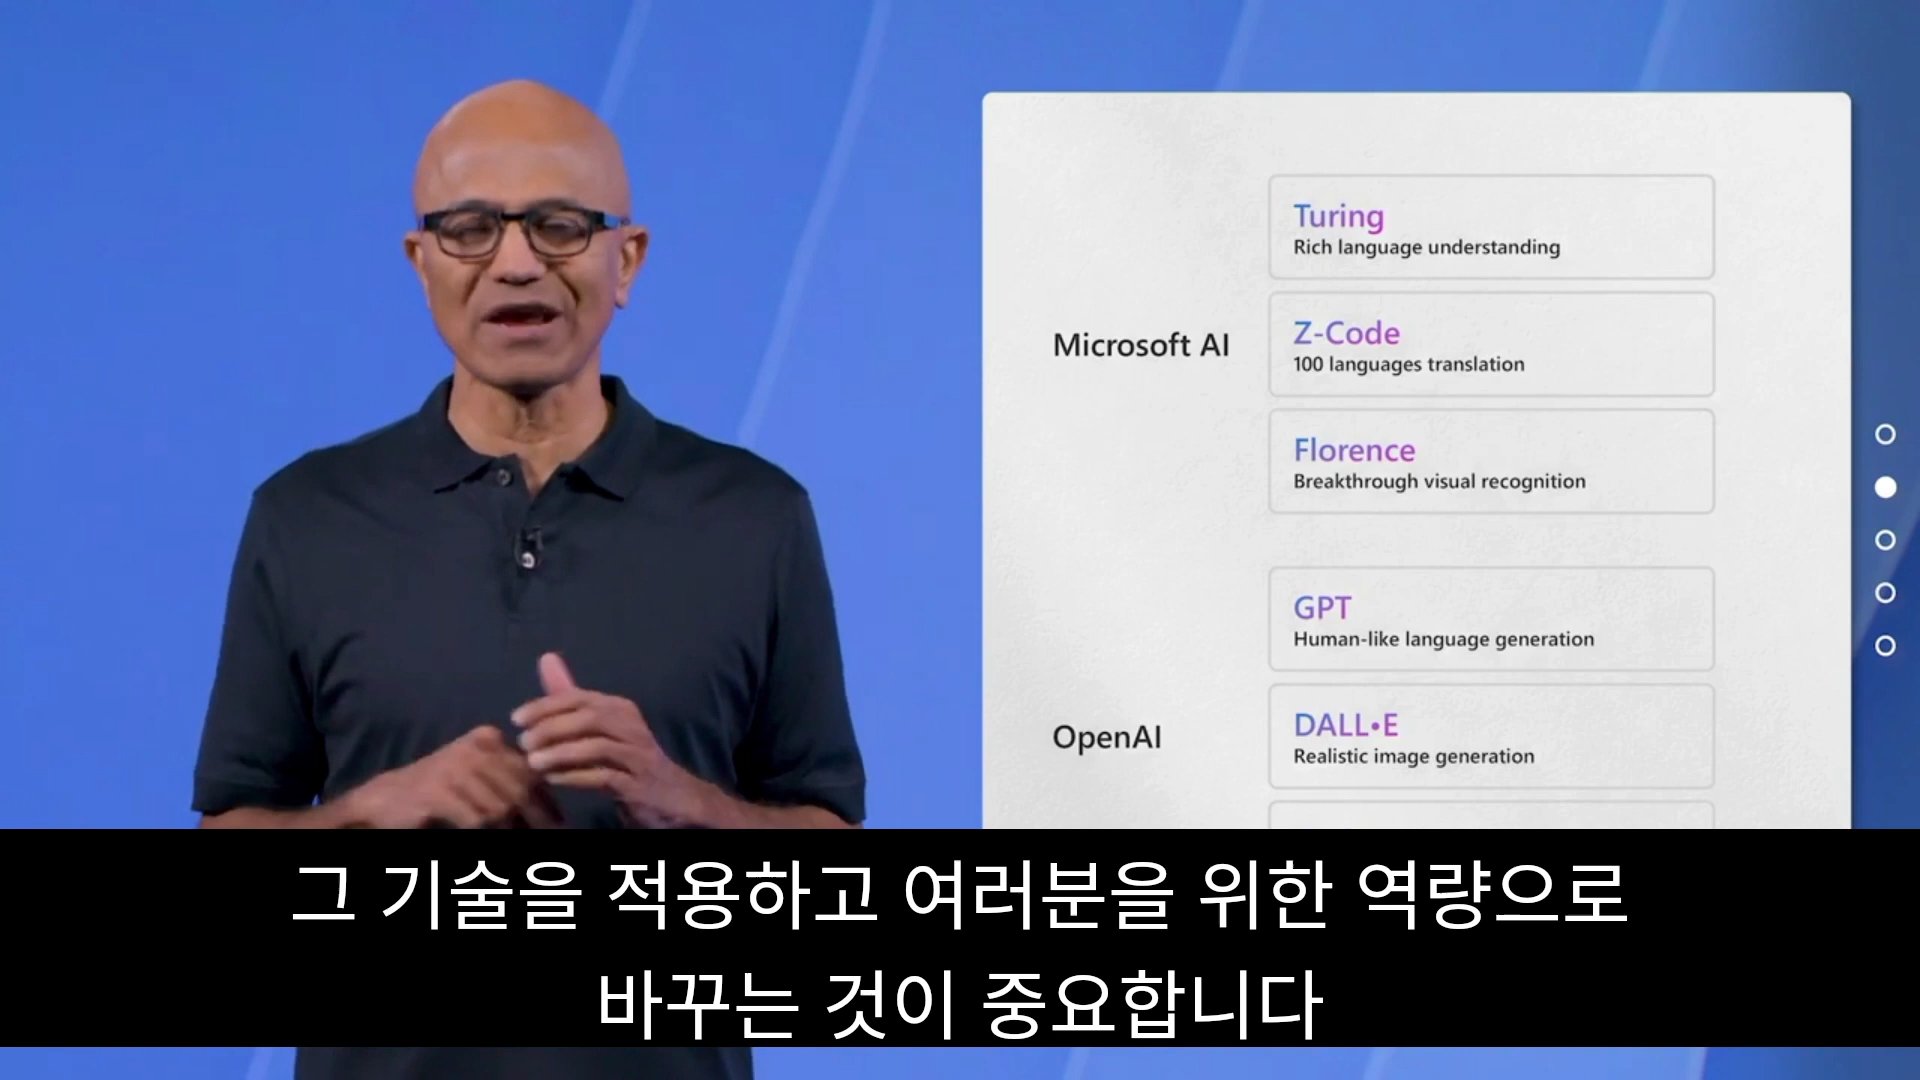 Turing
Rich language understanding
Microsoft AI
Z-Code
100 languages translation
Florence
Breakthrough visual recognition
GPT
Human-like language generation
OpenAI
DALL•E
Realistic image generation
그 기술을 적용하고 여러분을 위한 역량으로
바꾸는 것이 중요합니다